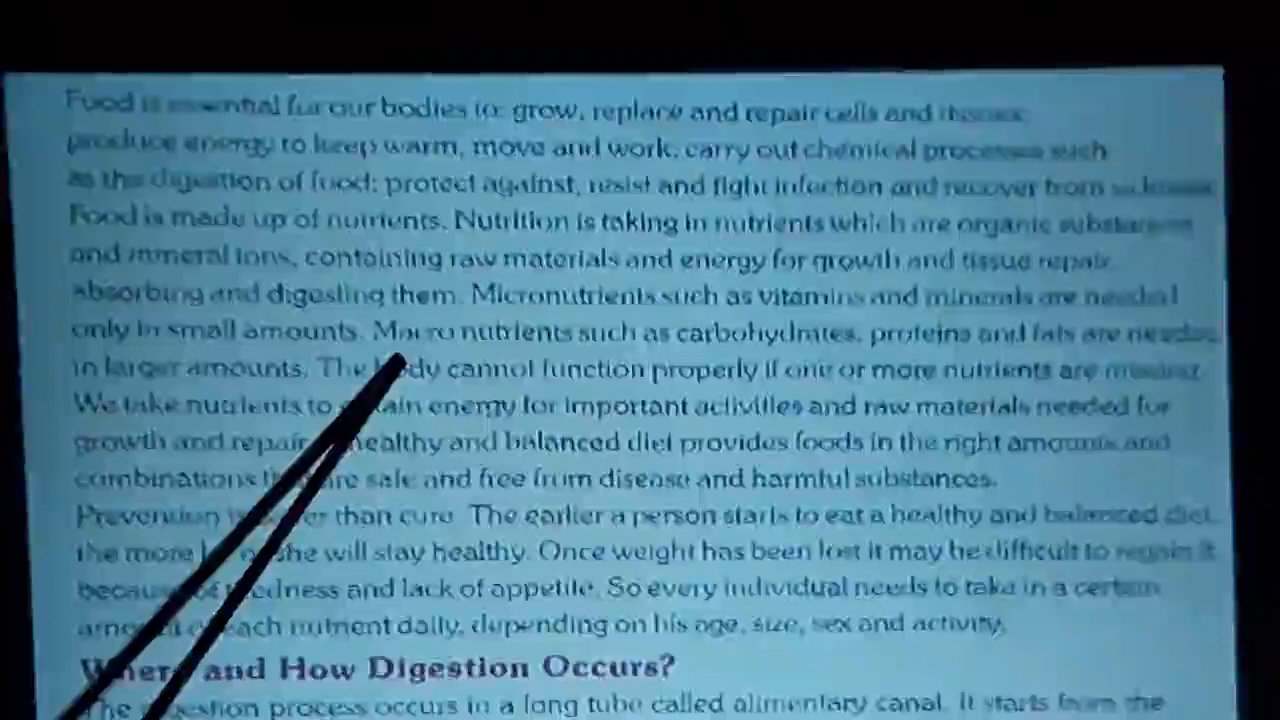 Food is essential for our bodies to: grow, replace and repair cells and tissues;
produce energy to keep warm, move and work; carry out chemical processes such
as the digestion of food; protect against, resist and fight infection and recover from sickness.
Food is made up of nutrients. Nutrition is taking in nutrients which are organic substances
and mineral ions, containing raw materials and energy for growth and tissue repair,
absorbing and digesting them. Micronutrients such as vitamins and minerals are needed
only in small amounts. Macro nutrients such as carbohydrates, proteins and fats are needed
in larger amounts. The body cannot function properly if one or more nutrients are missing.
We take nutrients to energy for important activities and raw materials needed for
growth and repair. healthy and balanced diet provides foods in the right amounts and
combinations are safe and free from disease and harmful substances.
Prevention than cure. The earlier a person starts to eat a healthy and balanced diet,
the more she will stay healthy. Once weight has been lost it may be difficult to regain it
because of and lack of appetite. So every individual needs to take in a certain
amount each nutrient daily, depending on his age, size, sex and activity.
Where and How Digestion Occurs?
The digestion process occurs in a long tube called alimentary canal. It starts from the